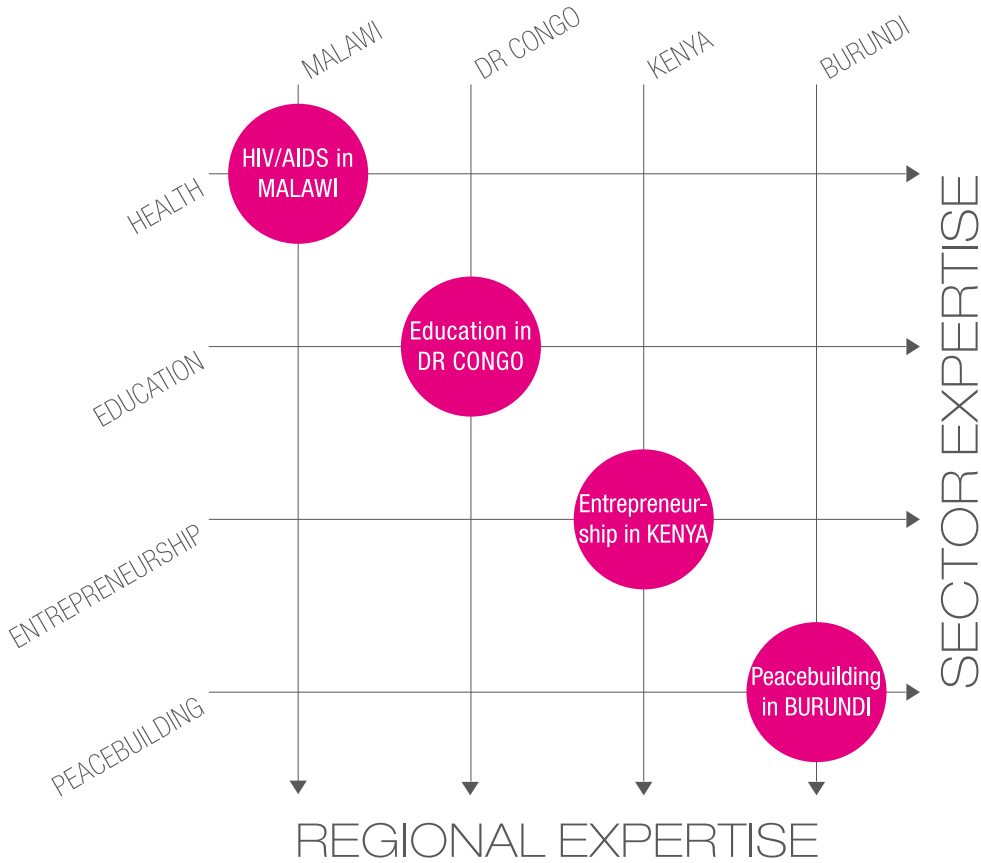 MALAWI
DR CONGO
KENYA
BURUNDI
HEALTH
HIV/AIDS in
MALAWI
EDUCATION
Education in
DR CONGO
ENTREPRENEURSHIP
Entrepreneur-
ship in KENYA
PEACEBUILDING
Peacebuilding
in BURUNDI
SECTOR EXPERTISE
REGIONAL EXPERTISE